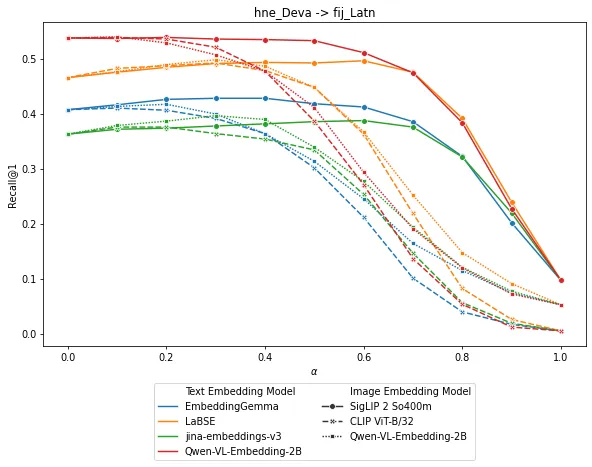 hne_Deva -> fij_Latn
Recall@1
0.5
0.4
0.3
0.2
0.1
0.0
0.0 0.2 0.4 0.6 0.8 1.0
α
Text Embedding Model
EmbeddingGemma
LaBSE
jina-embeddings-v3
Qwen-VL-Embedding-2B
Image Embedding Model
SigLIP 2 So400m
CLIP ViT-B/32
Qwen-VL-Embedding-2B